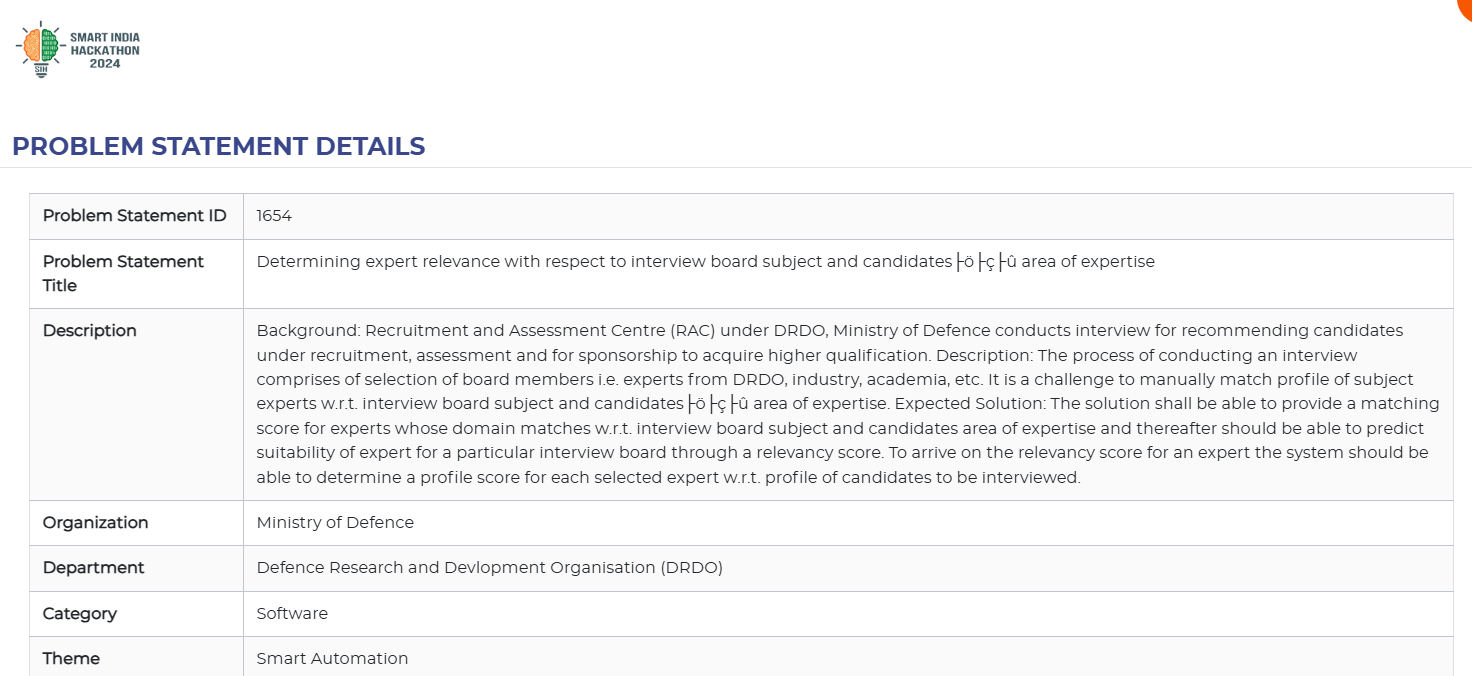 SMART INDIA
HACKATHON
2024
SIH
PROBLEM STATEMENT DETAILS
Problem Statement ID
1654
Problem Statement
Title
Determining expert relevance with respect to interview board subject and candidates├ö├ç├û area of expertise
Description
Background: Recruitment and Assessment Centre (RAC) under DRDO, Ministry of Defence conducts interview for recommending candidates
under recruitment, assessment and for sponsorship to acquire higher qualification. Description: The process of conducting an interview
comprises of selection of board members i.e. experts from DRDO, industry, academia, etc. It is a challenge to manually match profile of subject
experts w.r.t. interview board subject and candidates├ö├ç├û area of expertise. Expected Solution: The solution shall be able to provide a matching
score for experts whose domain matches w.r.t. interview board subject and candidates area of expertise and thereafter should be able to predict
suitability of expert for a particular interview board through a relevancy score. To arrive on the relevancy score for an expert the system should be
able to determine a profile score for each selected expert w.r.t. profile of candidates to be interviewed.
Organization
Ministry of Defence
Department
Defence Research and Devlopment Organisation (DRDO)
Category
Software
Theme
Smart Automation